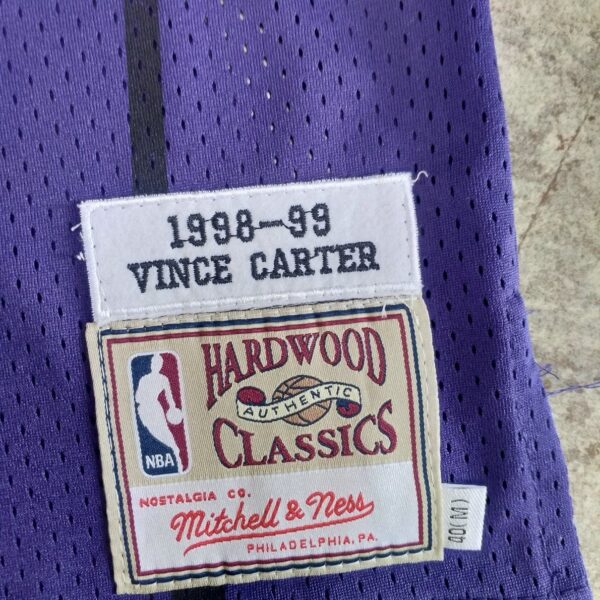 1998-99
VINCE CARTER
HARDWOOD
AUTHENTIC
CLASSICS
NBA
NOSTALGIA CO.
Mitchell & Ness
PHILADELPHIA, PA.
40(M)